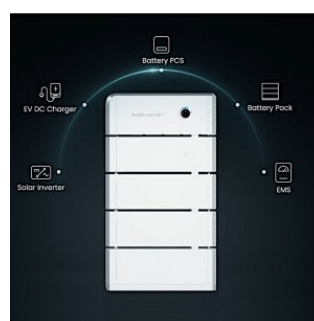 Battery PCS
EV DC Charger
Battery Pack
Solar Inverter
EMS